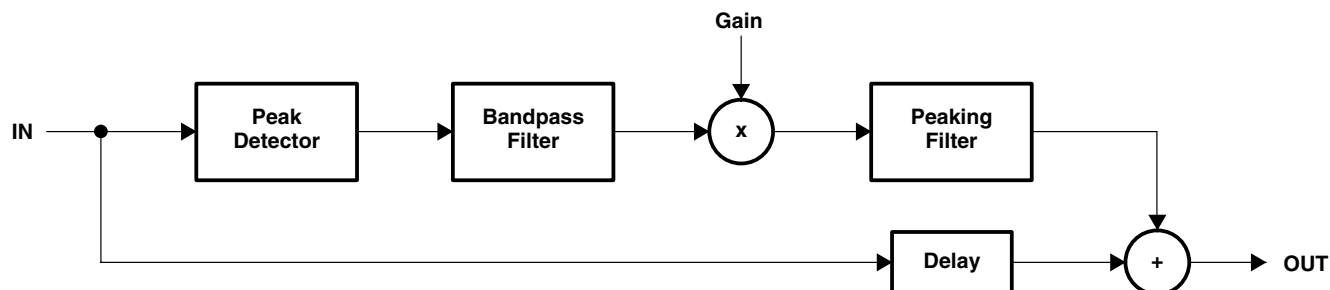 Gain
IN
Peak
Detector
Bandpass
Filter
x
Peaking
Filter
Delay
+
OUT